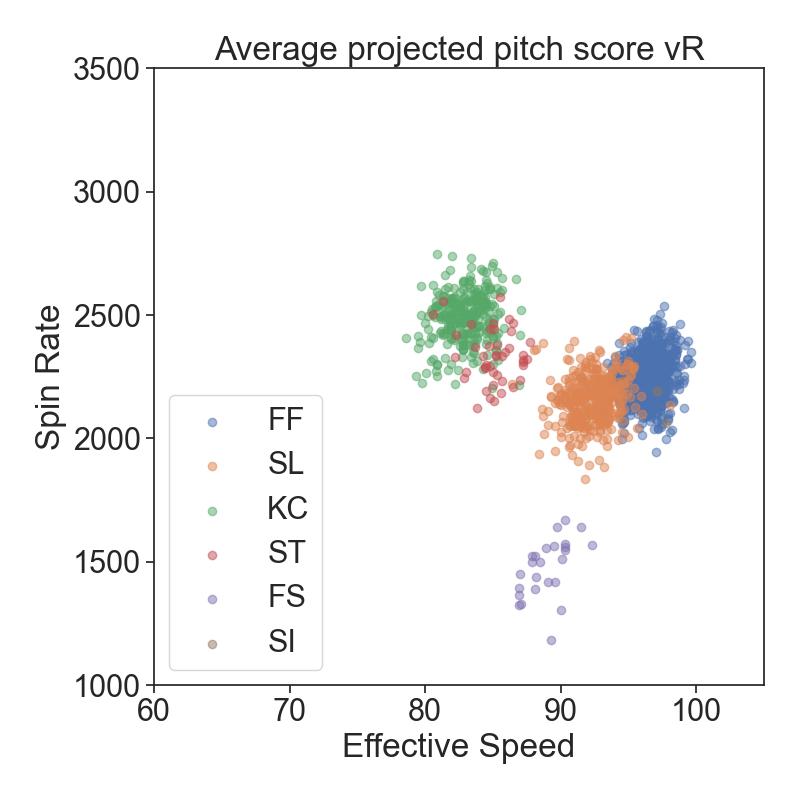 Average projected pitch score vR
3500
3000
2500
2000
1500
1000
Spin Rate
FF
SL
KC
ST
FS
SI
60 70 80 90 100
Effective Speed